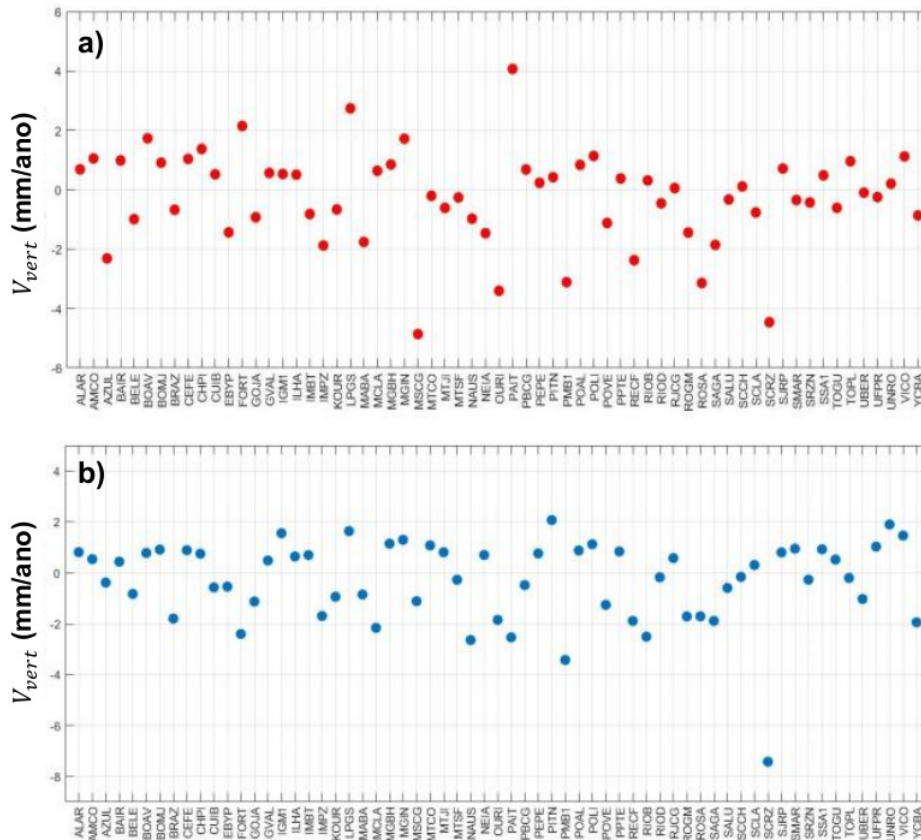 a)
6
4
2
0
-2
-4
-6
V_vert (mm/ano)
ALAR AMCO AZUL BAIR BELE BOAV BOMJ BRAZ CEFE CHPI CUIB EBYP FORT GOJA GVAL IGM1 ILHA IMBT IMPZ KOUR LPGS MABA MCLA MGBH MGIN MSCG MTCO MTJI MTSF NAUS NEIA OURI PAIT PBCG PEPE PITN PMB1 POAL POLI POVE PPTE RECF RIOB RIOD RJCG ROGM ROSA SAGA SALU SCCH SCLA SCRZ SJRP SMAR SRZN SSA1 TOGU TOPL UBER UFPR UNRO VICO
b)
4
2
0
-2
-4
-6
-8
V_vert (mm/ano)
ALAR AMCO AZUL BAIR BELE BOAV BOMJ BRAZ CEFE CHPI CUIB EBYP FORT GOJA GVAL IGM1 ILHA IMBT IMPZ KOUR LPGS MABA MCLA MGBH MGIN MSCG MTCO MTJI MTSF NAUS NEIA OURI PAIT PBCG PEPE PITN PMB1 POAL POLI POVE PPTE RECF RIOB RIOD RJCG ROGM ROSA SAGA SALU SCCH SCLA SCRZ SJRP SMAR SRZN SSA1 TOGU TOPL UBER UFPR UNRO VICO